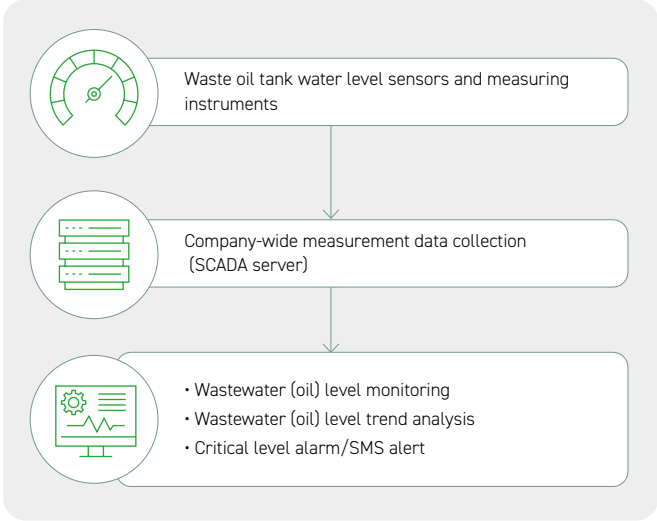 Waste oil tank water level sensors and measuring
instruments
Company-wide measurement data collection
(SCADA server)
• Wastewater (oil) level monitoring
• Wastewater (oil) level trend analysis
• Critical level alarm/SMS alert